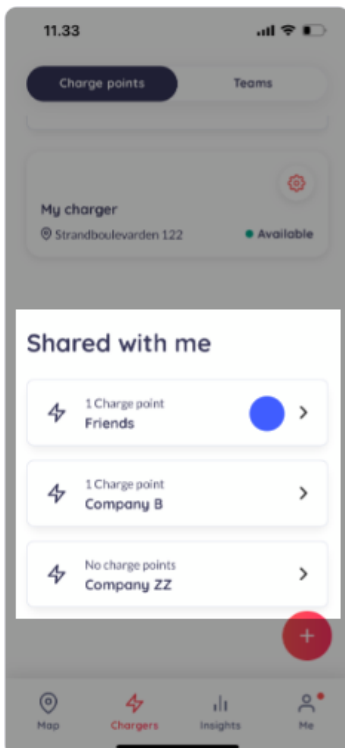 11.33
Charge points
Teams
My charger
Strandboulevarden 122
Available
Shared with me
1 Charge point
Friends
1 Charge point
Company B
No charge points
Company ZZ
Map
Chargers
Insights
Me